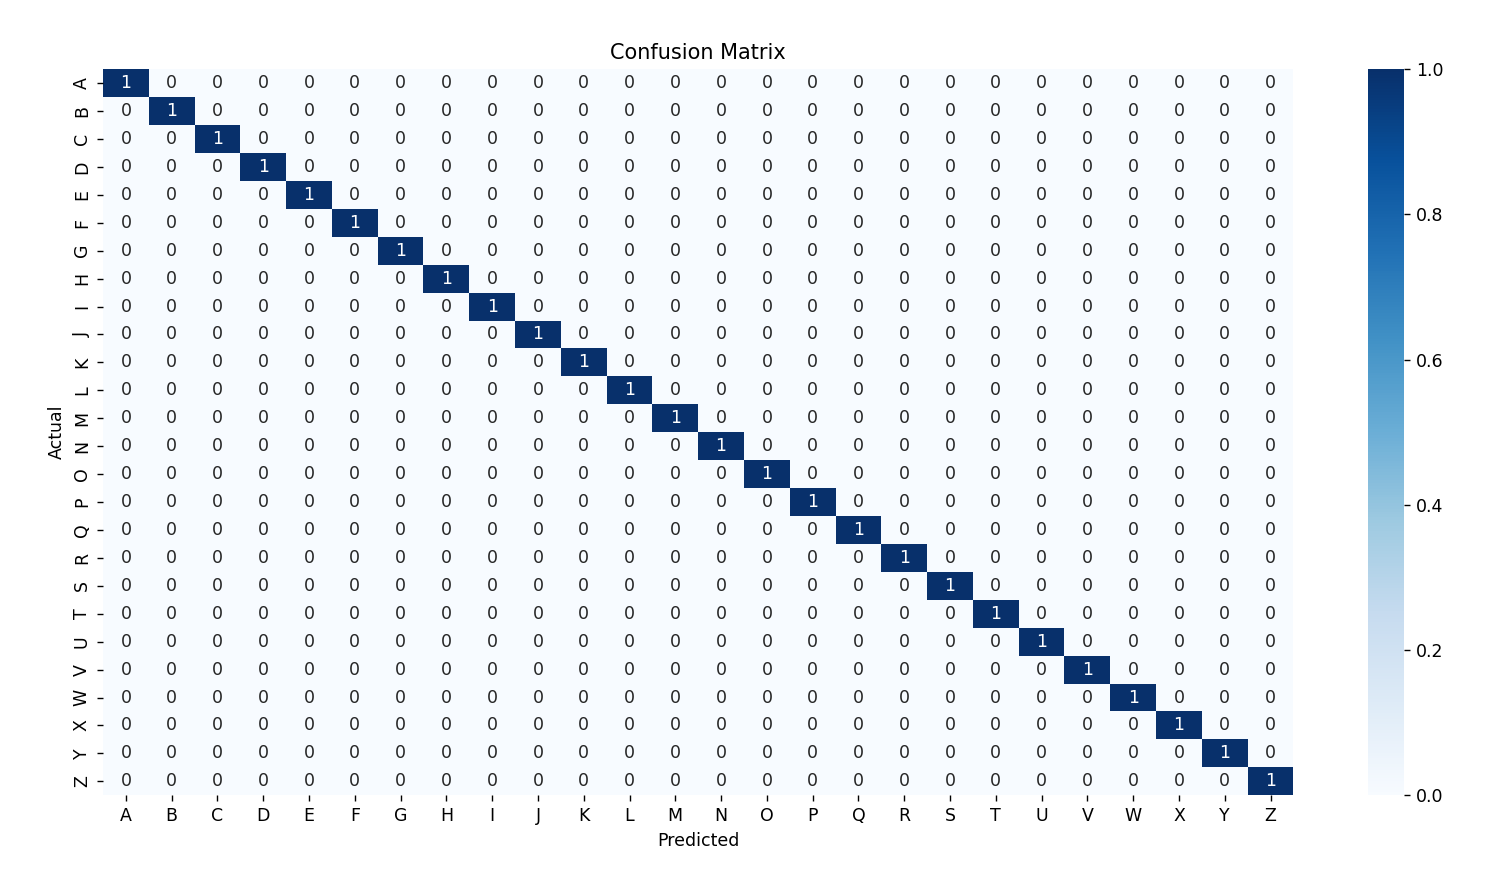 Confusion Matrix
A 1 0 0 0 0 0 0 0 0 0 0 0 0 0 0 0 0 0 0 0 0 0 0 0 0 0 1.0
B 0 1 0 0 0 0 0 0 0 0 0 0 0 0 0 0 0 0 0 0 0 0 0 0 0 0
C 0 0 1 0 0 0 0 0 0 0 0 0 0 0 0 0 0 0 0 0 0 0 0 0 0 0
D 0 0 0 1 0 0 0 0 0 0 0 0 0 0 0 0 0 0 0 0 0 0 0 0 0 0
E 0 0 0 0 1 0 0 0 0 0 0 0 0 0 0 0 0 0 0 0 0 0 0 0 0 0
F 0 0 0 0 0 1 0 0 0 0 0 0 0 0 0 0 0 0 0 0 0 0 0 0 0 0 0.8
G 0 0 0 0 0 0 1 0 0 0 0 0 0 0 0 0 0 0 0 0 0 0 0 0 0 0
H 0 0 0 0 0 0 0 1 0 0 0 0 0 0 0 0 0 0 0 0 0 0 0 0 0 0
I 0 0 0 0 0 0 0 0 1 0 0 0 0 0 0 0 0 0 0 0 0 0 0 0 0 0
J 0 0 0 0 0 0 0 0 0 1 0 0 0 0 0 0 0 0 0 0 0 0 0 0 0 0
K 0 0 0 0 0 0 0 0 0 0 1 0 0 0 0 0 0 0 0 0 0 0 0 0 0 0 0.6
L 0 0 0 0 0 0 0 0 0 0 0 1 0 0 0 0 0 0 0 0 0 0 0 0 0 0
M 0 0 0 0 0 0 0 0 0 0 0 0 1 0 0 0 0 0 0 0 0 0 0 0 0 0
Actual
N 0 0 0 0 0 0 0 0 0 0 0 0 0 1 0 0 0 0 0 0 0 0 0 0 0 0
O 0 0 0 0 0 0 0 0 0 0 0 0 0 0 1 0 0 0 0 0 0 0 0 0 0 0
P 0 0 0 0 0 0 0 0 0 0 0 0 0 0 0 1 0 0 0 0 0 0 0 0 0 0 0.4
Q 0 0 0 0 0 0 0 0 0 0 0 0 0 0 0 0 1 0 0 0 0 0 0 0 0 0
R 0 0 0 0 0 0 0 0 0 0 0 0 0 0 0 0 0 1 0 0 0 0 0 0 0 0
S 0 0 0 0 0 0 0 0 0 0 0 0 0 0 0 0 0 0 1 0 0 0 0 0 0 0
T 0 0 0 0 0 0 0 0 0 0 0 0 0 0 0 0 0 0 0 1 0 0 0 0 0 0
U 0 0 0 0 0 0 0 0 0 0 0 0 0 0 0 0 0 0 0 0 1 0 0 0 0 0 0.2
V 0 0 0 0 0 0 0 0 0 0 0 0 0 0 0 0 0 0 0 0 0 1 0 0 0 0
W 0 0 0 0 0 0 0 0 0 0 0 0 0 0 0 0 0 0 0 0 0 0 1 0 0 0
X 0 0 0 0 0 0 0 0 0 0 0 0 0 0 0 0 0 0 0 0 0 0 0 1 0 0
Y 0 0 0 0 0 0 0 0 0 0 0 0 0 0 0 0 0 0 0 0 0 0 0 0 1 0
Z 0 0 0 0 0 0 0 0 0 0 0 0 0 0 0 0 0 0 0 0 0 0 0 0 0 1 0.0
A B C D E F G H I J K L M N O P Q R S T U V W X Y Z
Predicted